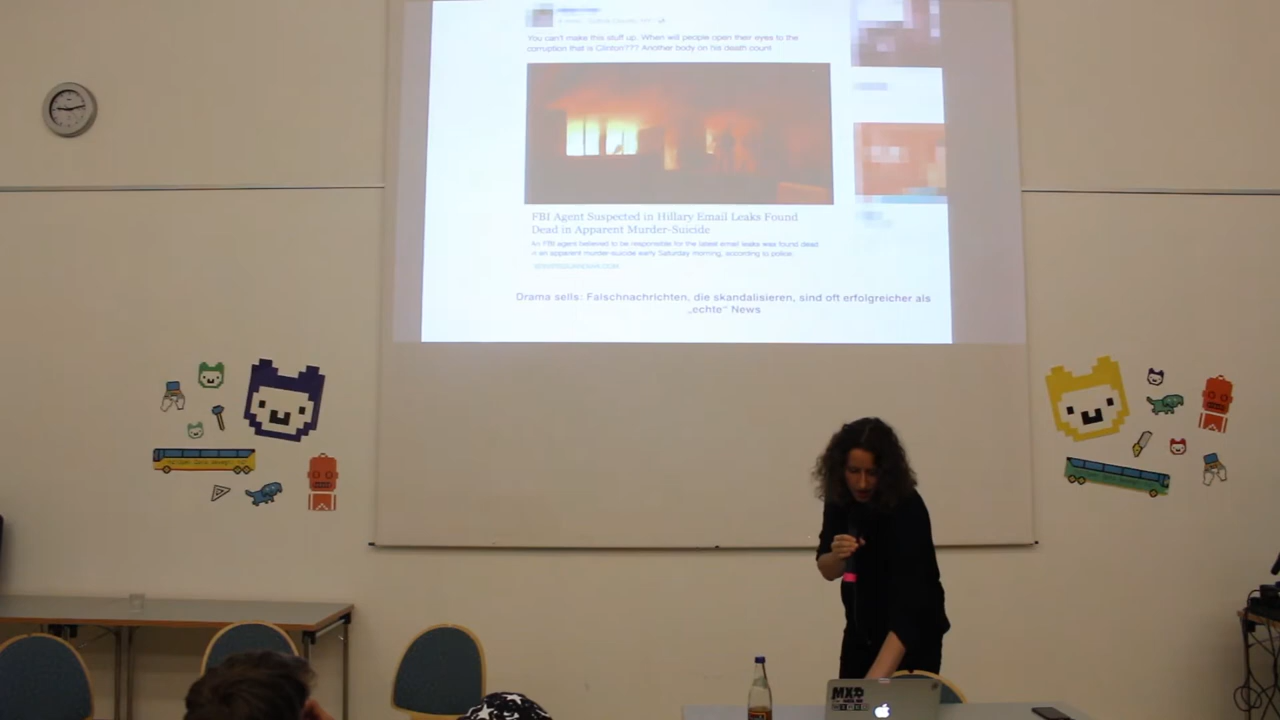 You can't make this stuff up. When will people open their eyes to the
corruption that is Clinton??? Another body on his death count
FBI Agent Suspected in Hillary Email Leaks Found
Dead in Apparent Murder-Suicide
An FBI agent believed to be responsible for the latest email leaks was found dead
in an apparent murder-suicide early Saturday morning, according to police.
Drama sells: Falschnachrichten, die skandalisieren, sind oft erfolgreicher als
„echte“ News
MXD